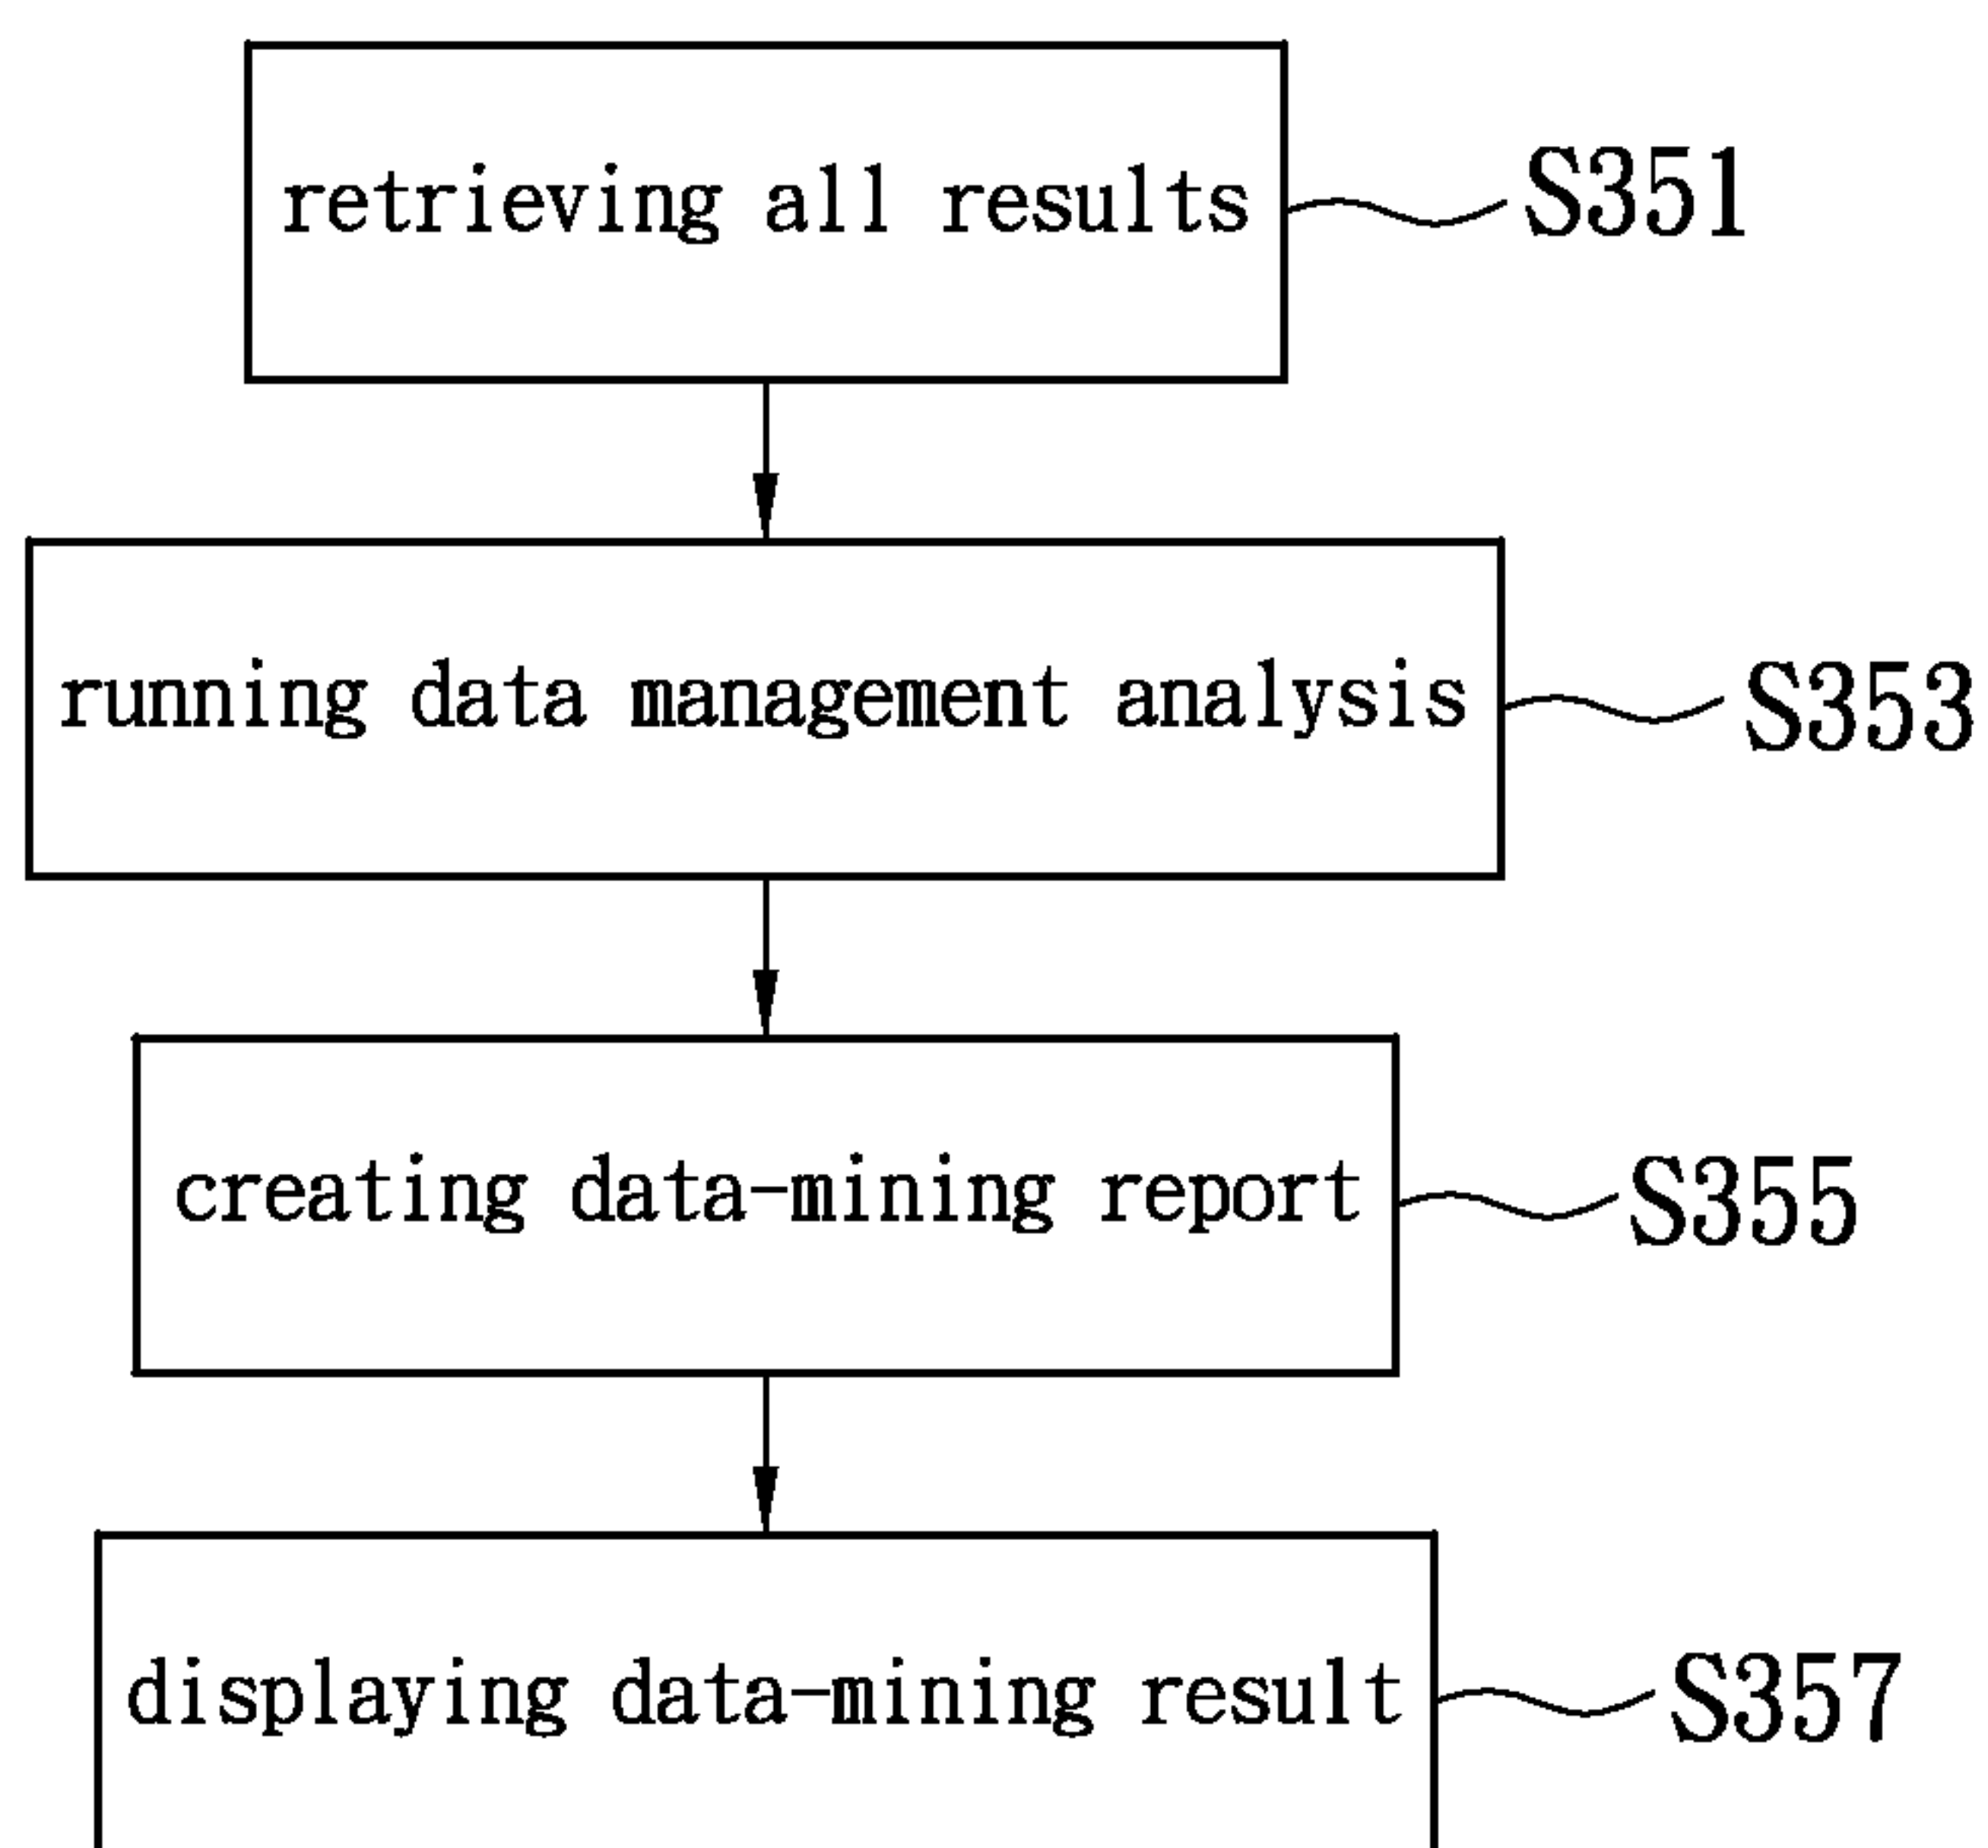 retrieving all results
S351
running data management analysis
S353
creating data-mining report
S355
displaying data-mining result
S357